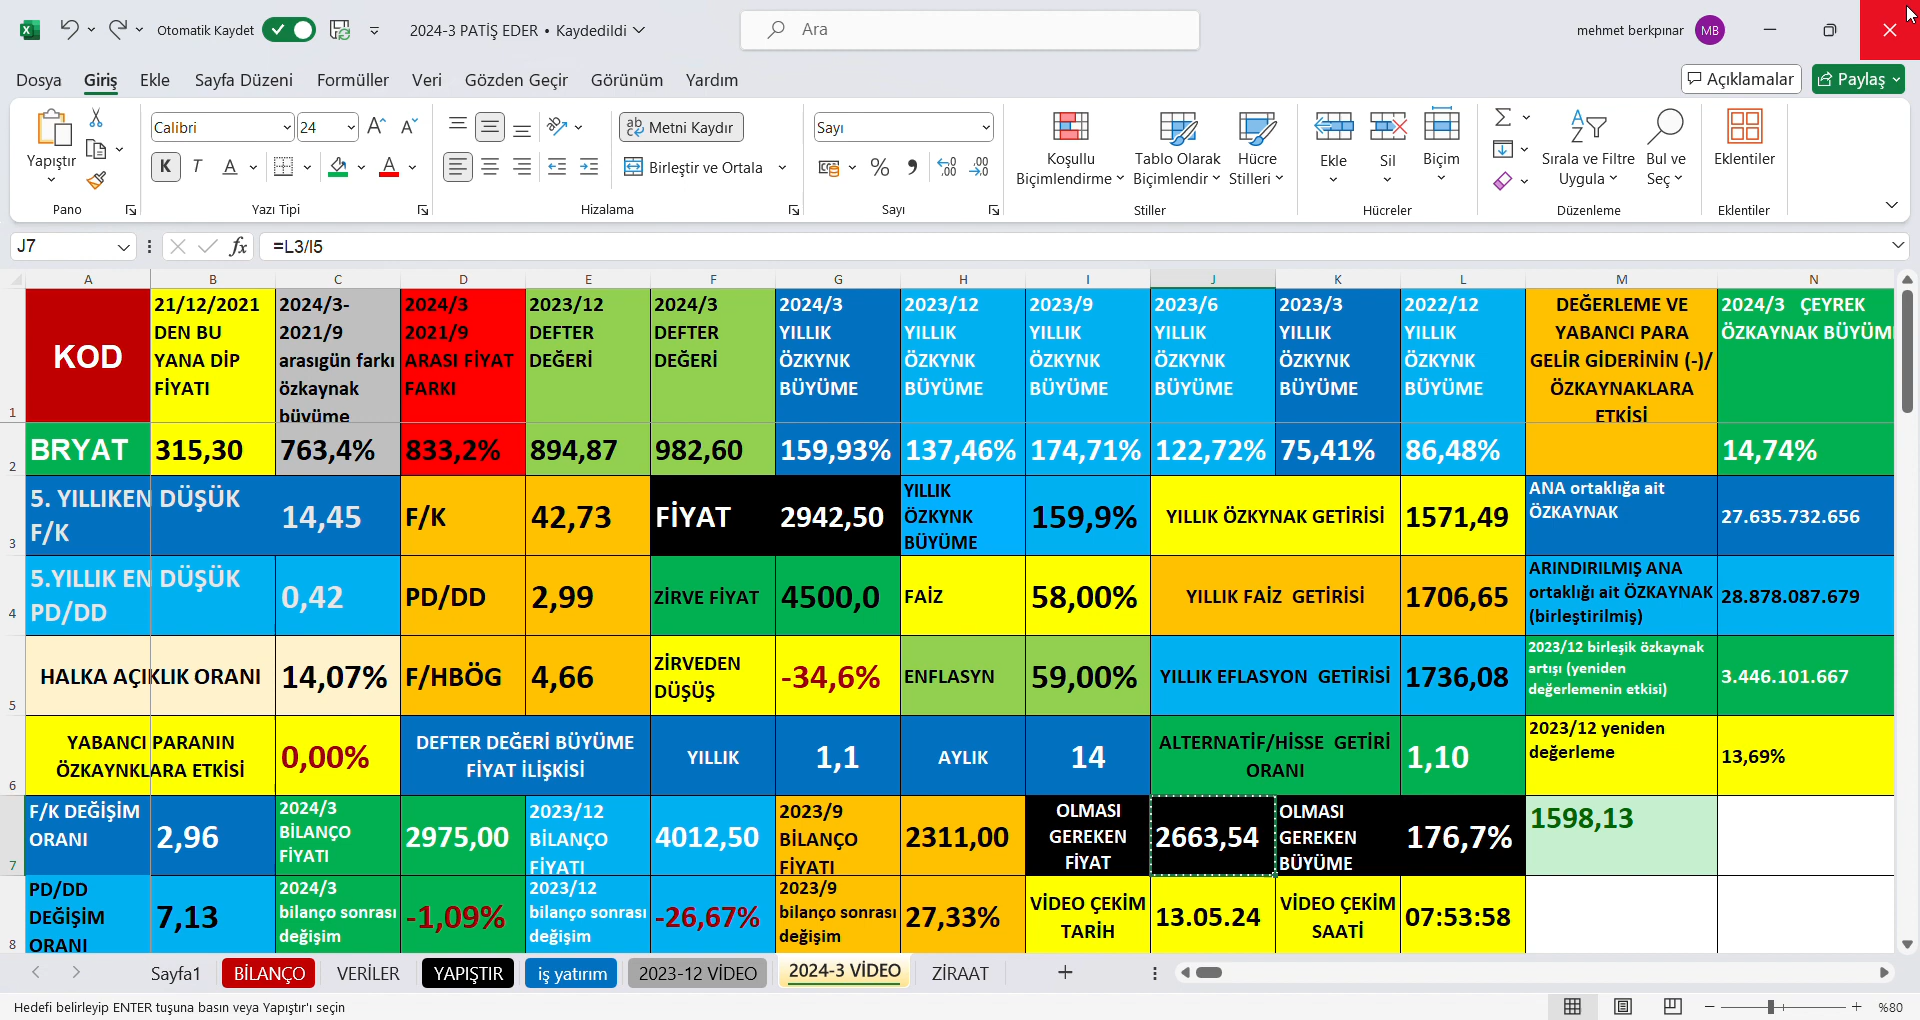 Otomatik Kaydet
2024-3 PATİŞ EDER • Kaydedildi
Ara
mehmet berkpınar
MB
Dosya Giriş Ekle Sayfa Düzeni Formüller Veri Gözden Geçir Görünüm Yardım
Açıklamalar
Paylaş
Yapıştır
Pano
Calibri
24
K T A
A
Yazı Tipi
Metni Kaydır
Birleştir ve Ortala
Hizalama
Sayı
Sayı
Koşullu
Biçimlendirme
Tablo Olarak
Biçimlendir
Hücre
Stilleri
Stiller
Ekle
Sil
Biçim
Hücreler
Sırala ve Filtre
Uygula
Bul ve
Seç
Düzenleme
Eklentiler
Eklentiler
J7
fx
=L3/I5
A B C D E F G H I J K L M N
1
KOD
21/12/2021
DEN BU
YANA DİP
FİYATI
2024/3-
2021/9
arasıgün farkı
özkaynak
büyüme
2024/3
2021/9
ARASI FİYAT
FARKI
2023/12
DEFTER
DEĞERİ
2024/3
DEFTER
DEĞERİ
2024/3
YILLIK
ÖZKYNK
BÜYÜME
2023/12
YILLIK
ÖZKYNK
BÜYÜME
2023/9
YILLIK
ÖZKYNK
BÜYÜME
2023/6
YILLIK
ÖZKYNK
BÜYÜME
2023/3
YILLIK
ÖZKYNK
BÜYÜME
2022/12
YILLIK
ÖZKYNK
BÜYÜME
DEĞERLEME VE
YABANCI PARA
GELİR GİDERİNİN (-)/
ÖZKAYNAKLARA
ETKİSİ
2024/3 ÇEYREK
ÖZKAYNAK BÜYÜM
2
BRYAT 315,30 763,4% 833,2% 894,87 982,60 159,93% 137,46% 174,71% 122,72% 75,41% 86,48% 14,74%
3
5. YILLIKEN DÜŞÜK
F/K
14,45
F/K
42,73
FİYAT
2942,50
YILLIK
ÖZKYNK
BÜYÜME
159,9%
YILLIK ÖZKYNAK GETİRİSİ
1571,49
ANA ortaklığa ait
ÖZKAYNAK
27.635.732.656
4
5.YILLIK EN DÜŞÜK
PD/DD
0,42
PD/DD
2,99
ZİRVE FİYAT
4500,0
FAİZ
58,00%
YILLIK FAİZ GETİRİSİ
1706,65
ARINDIRILMIŞ ANA
ortaklığı ait ÖZKAYNAK
(birleştirilmiş)
28.878.087.679
5
HALKA AÇIKLIK ORANI
14,07%
F/HBÖG
4,66
ZİRVEDEN
DÜŞÜŞ
-34,6%
ENFLASYN
59,00%
YILLIK EFLASYON GETİRİSİ
1736,08
2023/12 birleşik özkaynak
artışı (yeniden
değerlemenin etkisi)
3.446.101.667
6
YABANCI PARANIN
ÖZKAYNKLARA ETKİSİ
0,00%
DEFTER DEĞERİ BÜYÜME
FİYAT İLİŞKİSİ
YILLIK
1,1
AYLIK
14
ALTERNATİF/HİSSE GETİRİ
ORANI
1,10
2023/12 yeniden
değerleme
13,69%
7
F/K DEĞİŞİM
ORANI
2,96
2024/3
BİLANÇO
FİYATI
2975,00
2023/12
BİLANÇO
FİYATI
4012,50
2023/9
BİLANÇO
FİYATI
2311,00
OLMASI
GEREKEN
FİYAT
2663,54
OLMASI
GEREKEN
BÜYÜME
176,7%
1598,13
8
PD/DD
DEĞİŞİM
ORANI
7,13
2024/3
bilanço sonrası
değişim
-1,09%
2023/12
bilanço sonrası
değişim
-26,67%
2023/9
bilanço sonrası
değişim
27,33%
VİDEO ÇEKİM
TARİH
13.05.24
VİDEO ÇEKİM
SAATİ
07:53:58
Sayfa1 BİLANÇO VERİLER YAPIŞTIR iş yatırım 2023-12 VİDEO 2024-3 VİDEO ZİRAAT
Hedefi belirleyip ENTER tuşuna basın veya Yapıştır'ı seçin
%80